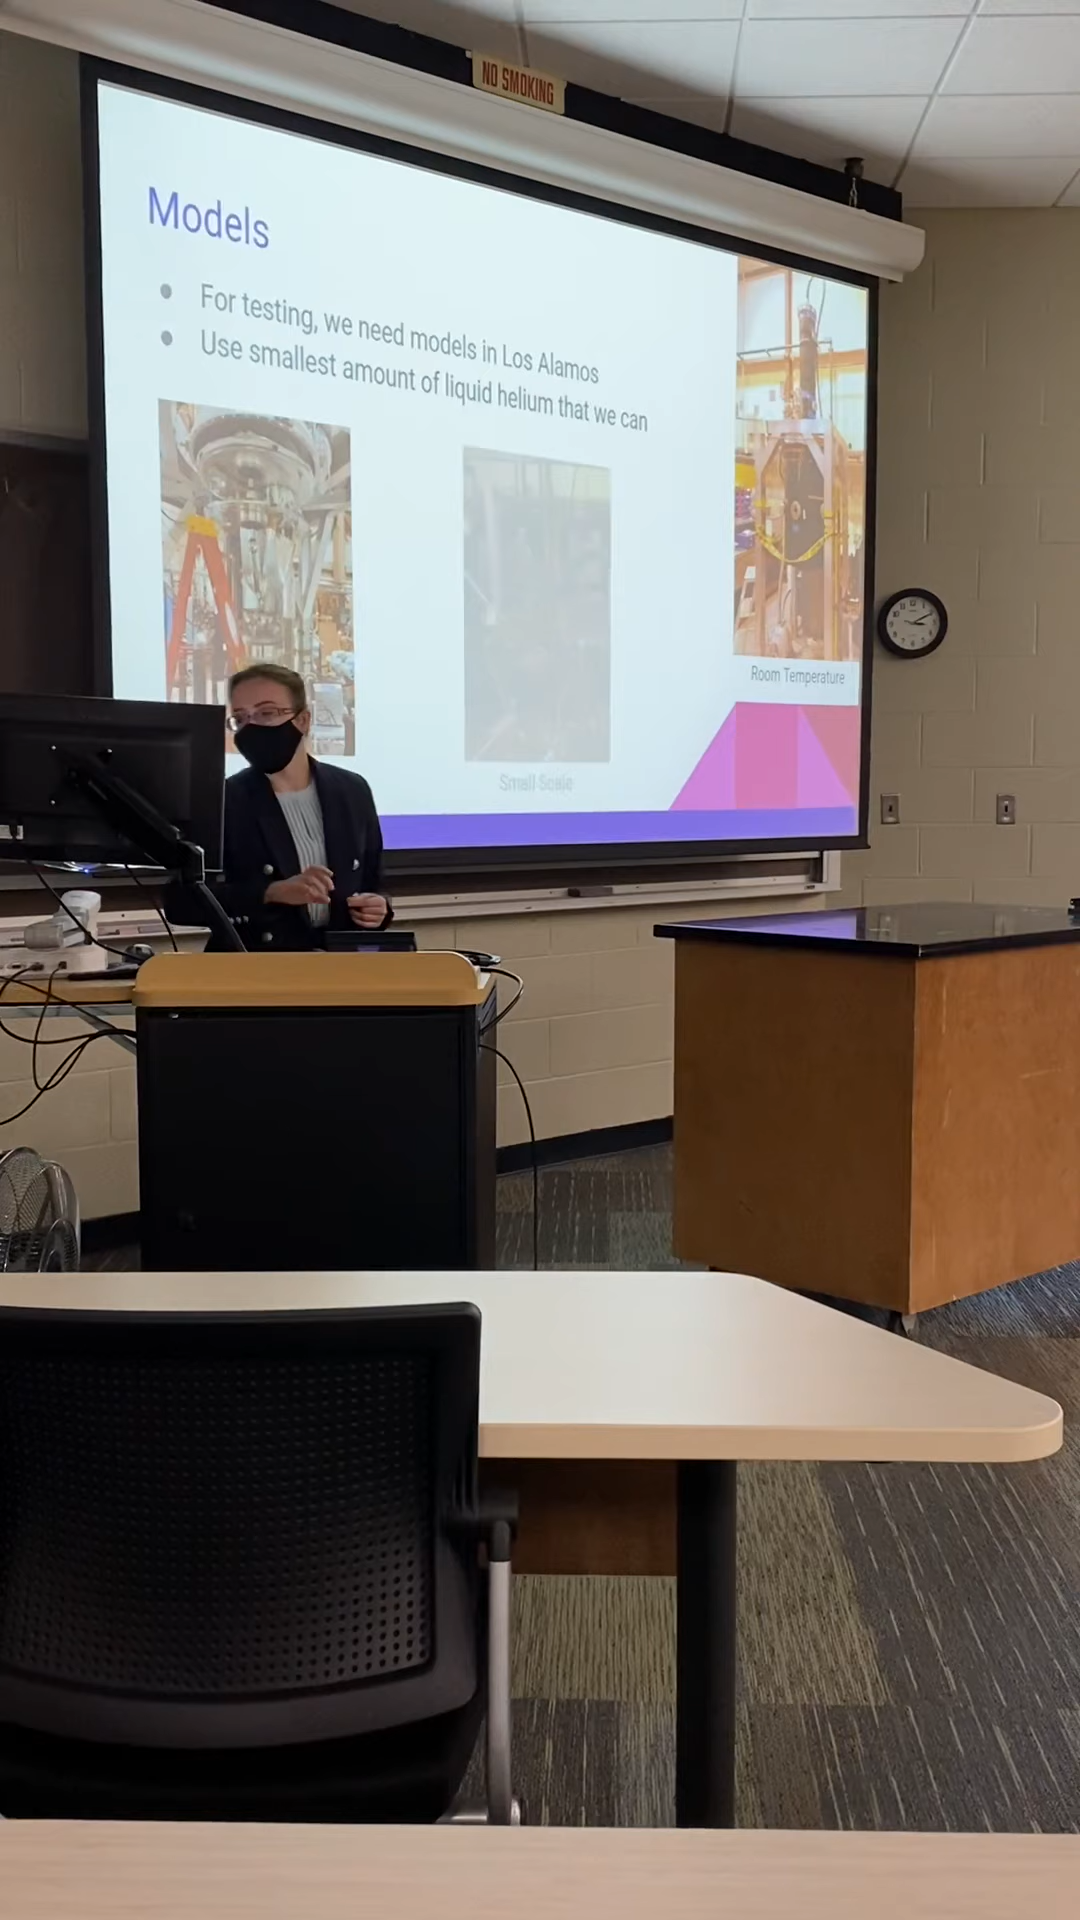 NO SMOKING
Models
For testing, we need models in Los Alamos
Use smallest amount of liquid helium that we can
Room Temperature
Small Scale